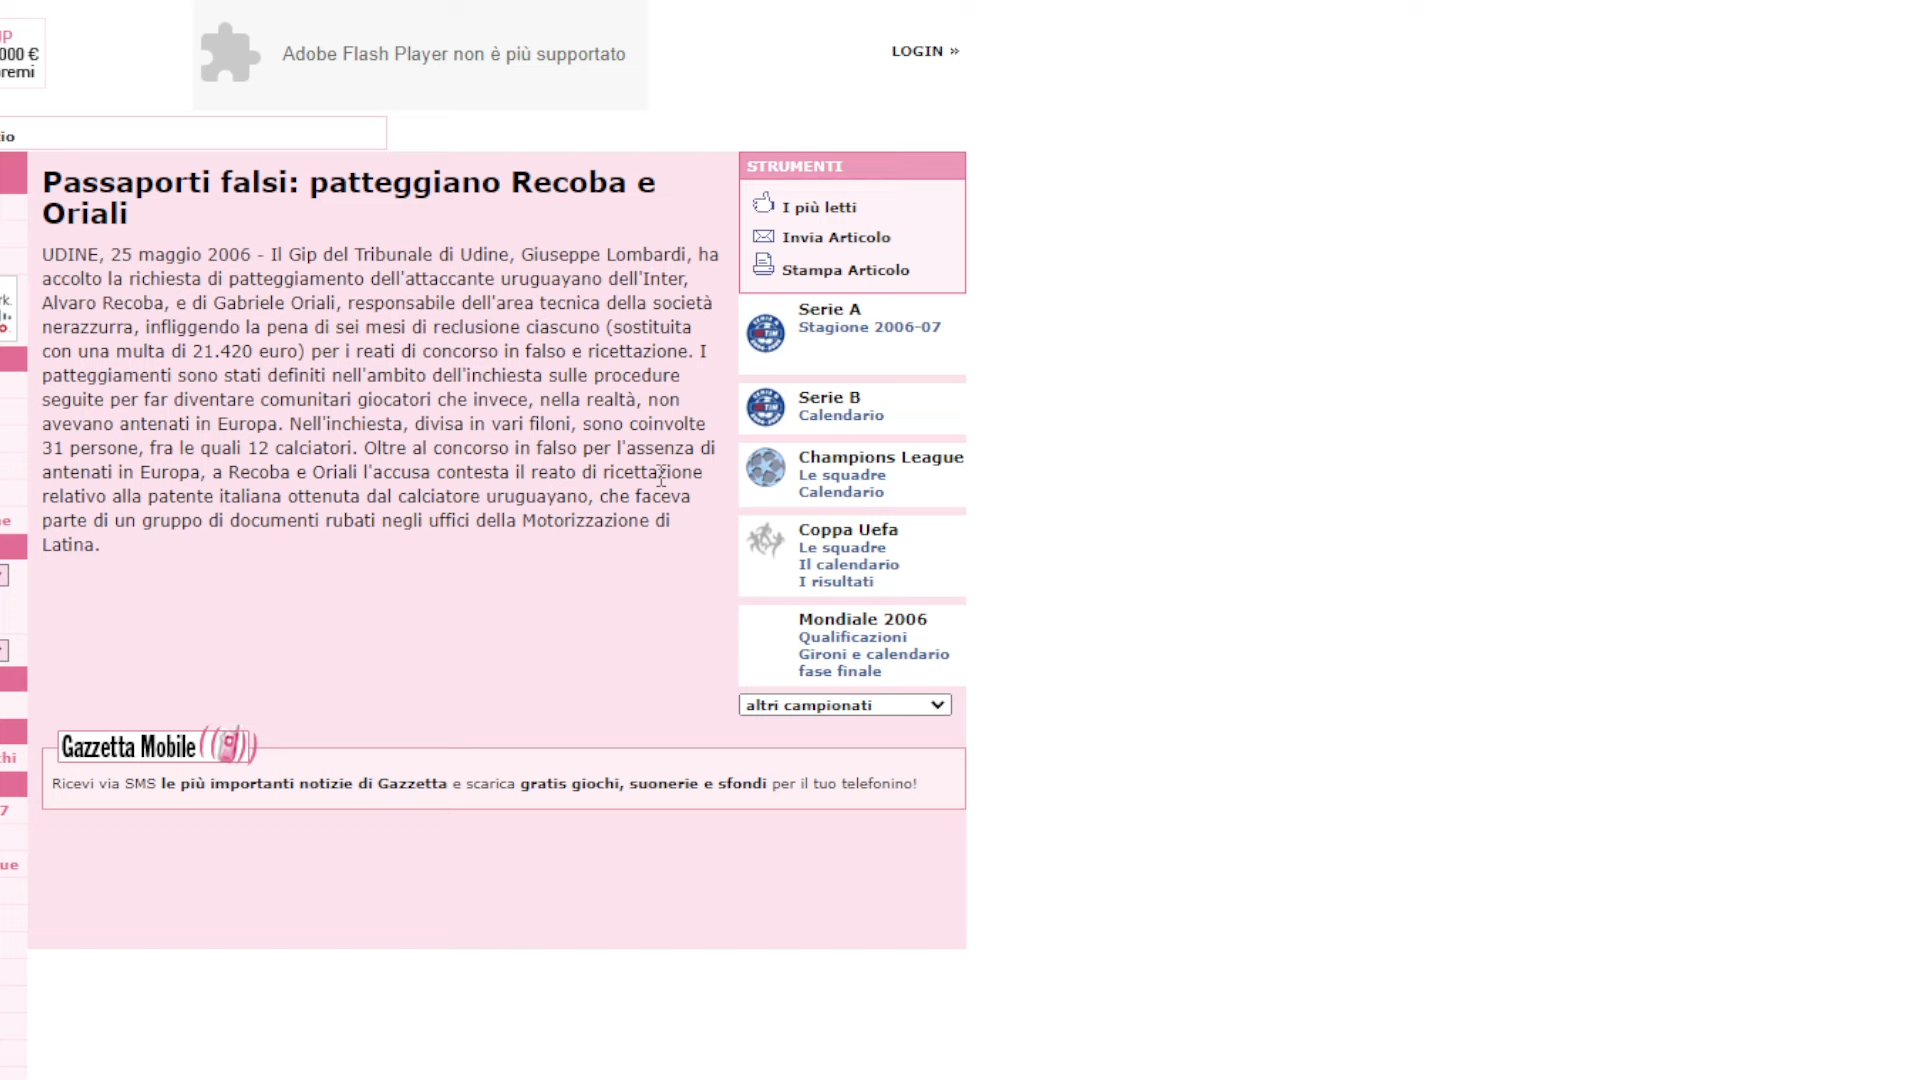 000 €
remi
Adobe Flash Player non è più supportato
LOGIN »
Passaporti falsi: patteggiano Recoba e
Oriali
UDINE, 25 maggio 2006 - Il Gip del Tribunale di Udine, Giuseppe Lombardi, ha
accolto la richiesta di patteggiamento dell'attaccante uruguayano dell'Inter,
Alvaro Recoba, e di Gabriele Oriali, responsabile dell'area tecnica della società
nerazzurra, infliggendo la pena di sei mesi di reclusione ciascuno (sostituita
con una multa di 21.420 euro) per i reati di concorso in falso e ricettazione. I
patteggiamenti sono stati definiti nell'ambito dell'inchiesta sulle procedure
seguite per far diventare comunitari giocatori che invece, nella realtà, non
avevano antenati in Europa. Nell'inchiesta, divisa in vari filoni, sono coinvolte
31 persone, fra le quali 12 calciatori. Oltre al concorso in falso per l'assenza di
antenati in Europa, a Recoba e Oriali l'accusa contesta il reato di ricettazione
relativo alla patente italiana ottenuta dal calciatore uruguayano, che faceva
parte di un gruppo di documenti rubati negli uffici della Motorizzazione di
Latina.
STRUMENTI
I più letti
Invia Articolo
Stampa Articolo
Serie A
Stagione 2006-07
Serie B
Calendario
Champions League
Le squadre
Calendario
Coppa Uefa
Le squadre
Il calendario
I risultati
Mondiale 2006
Qualificazioni
Gironi e calendario
fase finale
altri campionati
Gazzetta Mobile
Ricevi via SMS le più importanti notizie di Gazzetta e scarica gratis giochi, suonerie e sfondi per il tuo telefonino!